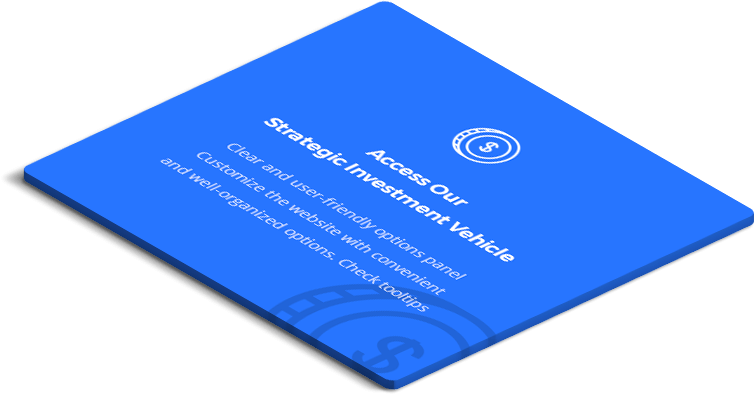 $
Access Our
Strategic Investment Vehicle
Clear and user-friendly options panel
Customize the website with convenient
and well-organized options. Check tooltips
$